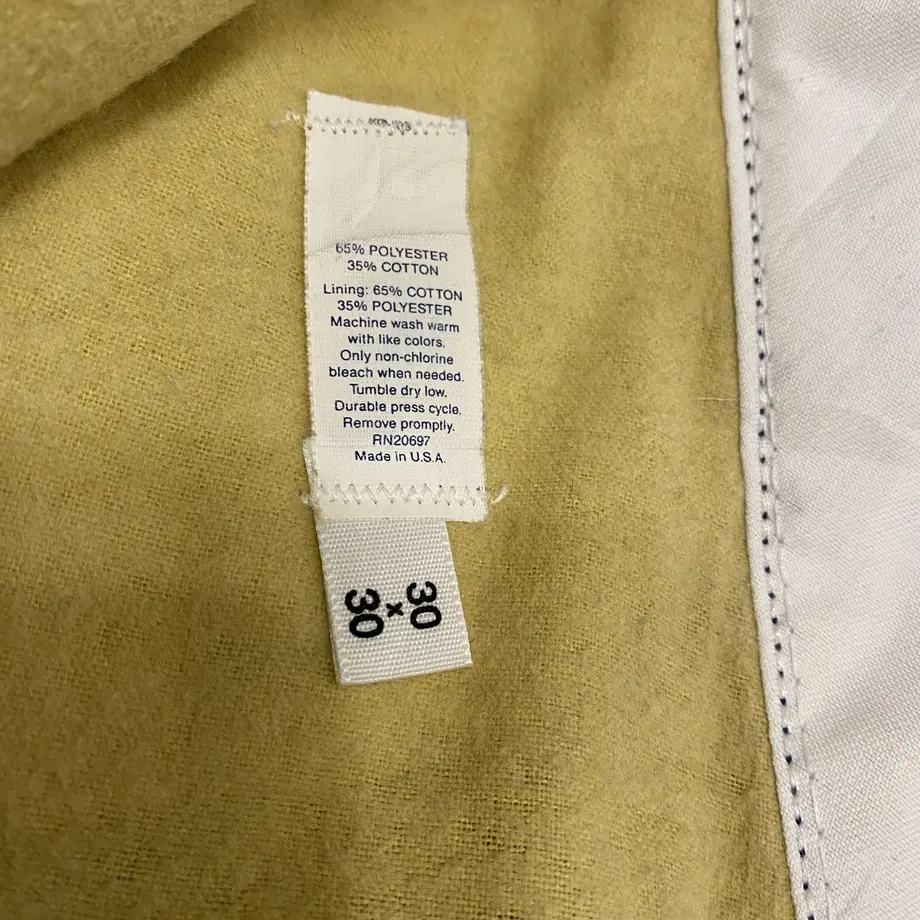 65% POLYESTER
35% COTTON
Lining: 65% COTTON
35% POLYESTER
Machine wash warm
with like colors.
Only non-chlorine
bleach when needed.
Tumble dry low.
Durable press cycle.
Remove promptly.
RN20697
Made in U.S.A.
30
x
30